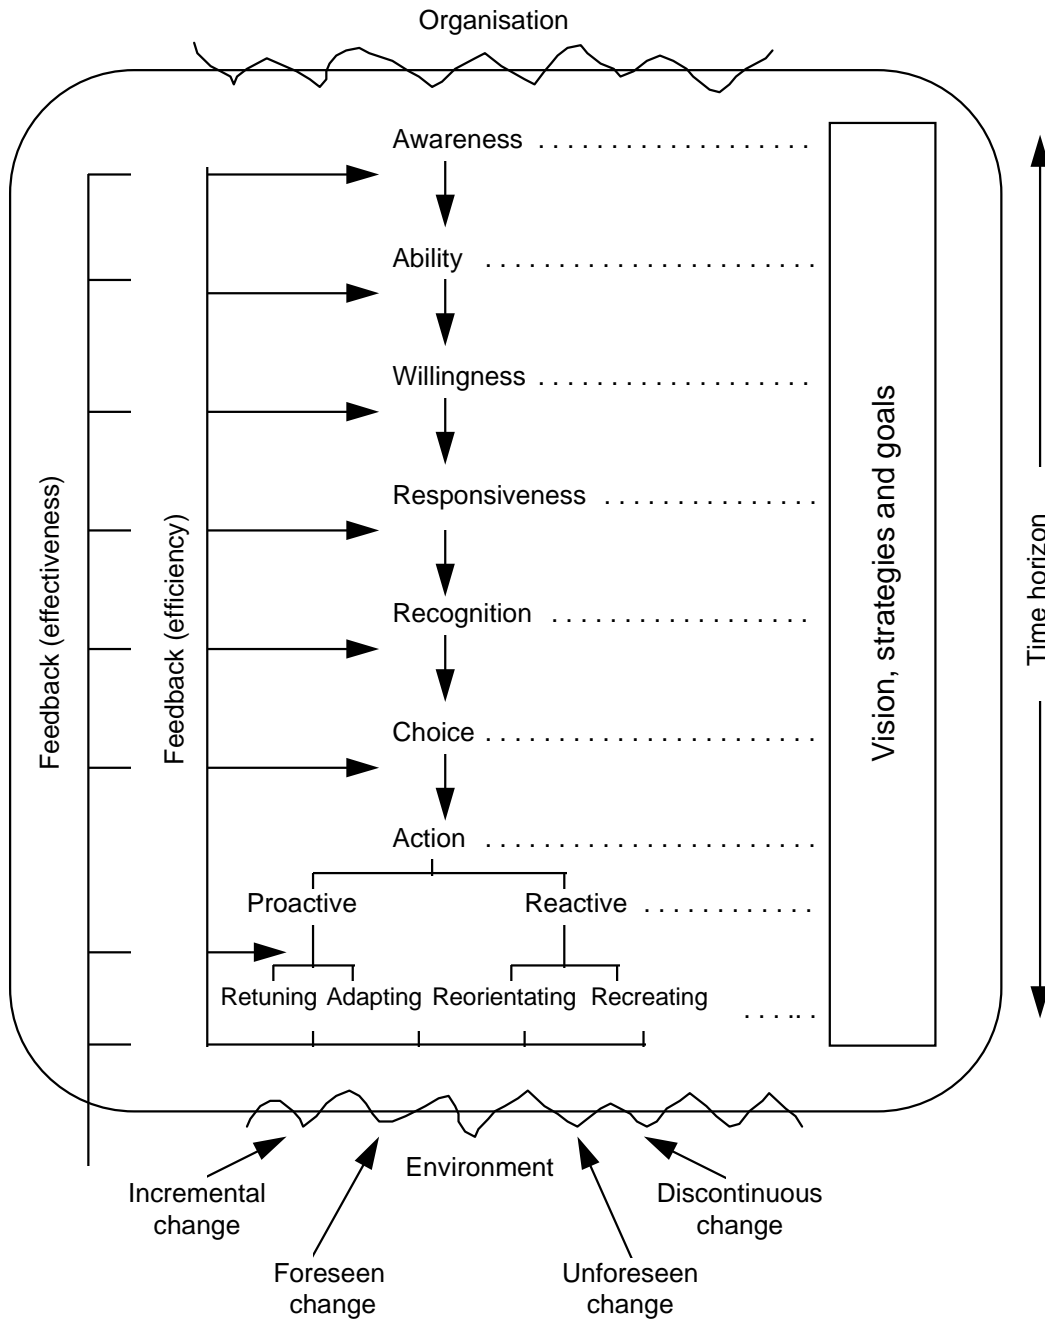 Organisation
Awareness . . . . . . . . . . . . . . . . . . .
Ability . . . . . . . . . . . . . . . . . . . . . . .
Willingness . . . . . . . . . . . . . . . . . . .
Responsiveness . . . . . . . . . . . . . . .
Recognition . . . . . . . . . . . . . . . . . .
Choice . . . . . . . . . . . . . . . . . . . . . . .
Action . . . . . . . . . . . . . . . . . . . . . . .
Proactive
Reactive . . . . . . . . . . . .
Retuning
Adapting
Reorientating
Recreating
. . . . .. .
Feedback (effectiveness)
Feedback (efficiency)
Vision, strategies and goals
Time horizon
Environment
Incremental
change
Foreseen
change
Unforeseen
change
Discontinuous
change